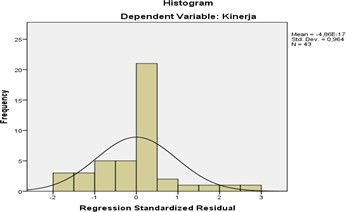 Histogram
Dependent Variable: Kinerja
Mean = -4,86E-17
Std. Dev. = 0,964
N = 43
Frequency
25
20
15
10
5
0
-2 -1 0 1 2 3
Regression Standardized Residual